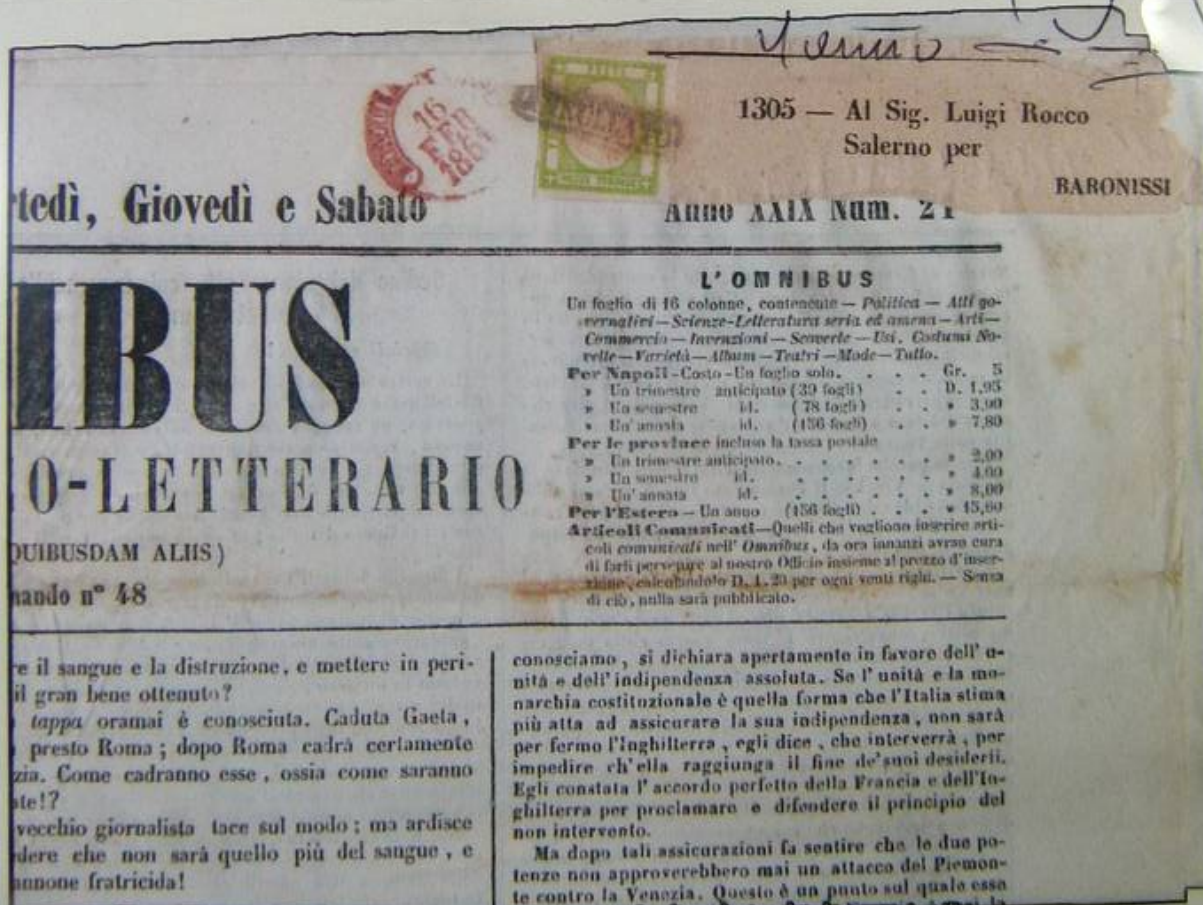 1305 — Al Sig. Luigi Rocco
Salerno per
BARONISSI
16
FEB
1861
ANNULLATO
tedì, Giovedì e Sabato
Anno XXIX Num. 21
IBUS
O-LETTERARIO
QUIBUSDAM ALIIS)
nando n° 48
L'OMNIBUS
Un foglio di 16 colonne, contenente — Politica — Atti go-
vernativi — Scienze-Letteratura seria ed amena — Arti —
Commercio — Invenzioni — Scoverte — Usi, Costumi No-
velle — Varietà — Album — Teatri — Mode — Tutto.
Per Napoli - Costo - Un foglio solo. . . . Gr. 5
» Un trimestre anticipato (39 fogli) . . D. 1,95
» Un semestre id. (78 fogli) . . » 3,90
» Un'annata id. (156 fogli) . . » 7,80
Per le province incluso la tassa postale
» Un trimestre anticipato. . . . . . » 2,00
» Un semestre id. . . . . . » 4,00
» Un'annata id. . . . . . » 8,00
Per l'Estero — Un anno (156 fogli) . . . » 15,60
Articoli Comunicati — Quelli che vogliono inserire arti-
coli comunicati nell' Omnibus, da ora innanzi avran cura
di farli pervenire al nostro Officio insieme al prezzo d'inser-
zione, calcolandolo D. 1.20 per ogni venti righi. — Senza
di ciò, nulla sarà pubblicato.
e il sangue e la distruzione, e mettere in peri-
il gran bene ottenuto?
tappa oramai è conosciuta. Caduta Gaeta,
presto Roma; dopo Roma cadrà certamente
zia. Come cadranno esse, ossia come saranno
te!?
vecchio giornalista tace sul modo; ma ardisce
dere che non sarà quello più del sangue, e
annone fratricida!
conosciamo, si dichiara apertamente in favore dell' u-
nità e dell'indipendenza assoluta. Se l' unità e la mo-
narchia costituzionale è quella forma che l'Italia stima
più atta ad assicurare la sua indipendenza, non sarà
per fermo l'Inghilterra, egli dice, che interverrà, per
impedire ch'ella raggiunga il fine de'suoi desiderii.
Egli constata l' accordo perfetto della Francia e dell'In-
ghilterra per proclamare e difendere il principio del
non intervento.
Ma dopo tali assicurazioni fa sentire che le due po-
tenze non approverebbero mai un attacco del Piemon-
te contro la Venezia. Questo è un punto sul quale esse